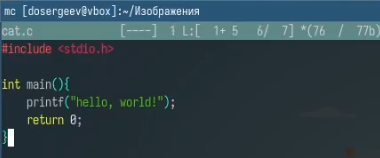 mc [dosergeev@vbox]:~/Изображения
cat.c [----] 1 L:[ 1+ 5 6/ 7] *(76 / 77b)
#include <stdio.h>
int main(){
printf("hello, world!");
return 0;
}